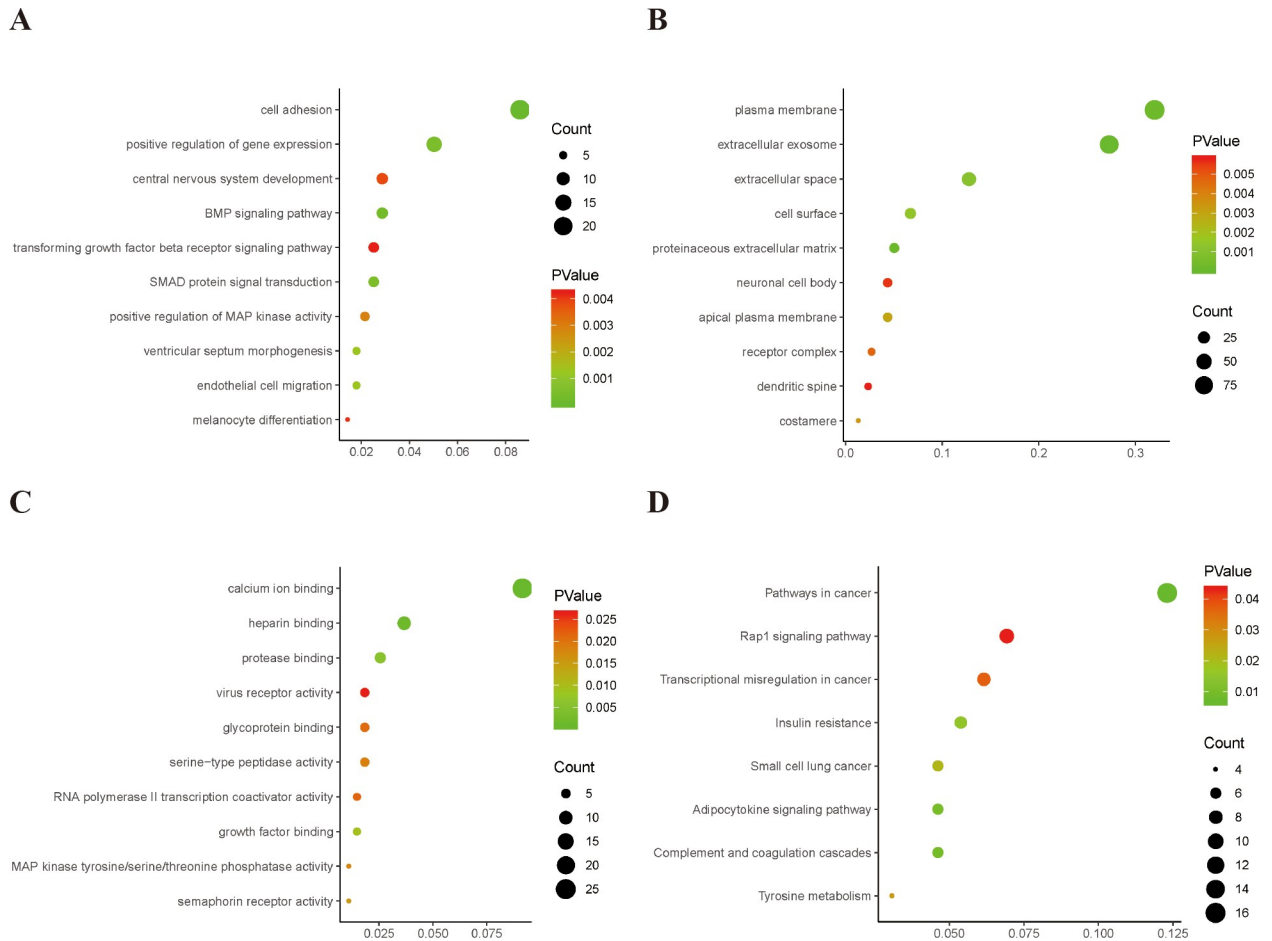 A
cell adhesion
positive regulation of gene expression
central nervous system development
BMP signaling pathway
transforming growth factor beta receptor signaling pathway
SMAD protein signal transduction
positive regulation of MAP kinase activity
ventricular septum morphogenesis
endothelial cell migration
melanocyte differentiation
0.02 0.04 0.06 0.08
Count
5
10
15
20
PValue
0.004
0.003
0.002
0.001
B
plasma membrane
extracellular exosome
extracellular space
cell surface
proteinaceous extracellular matrix
neuronal cell body
apical plasma membrane
receptor complex
dendritic spine
costamere
0.0 0.1 0.2 0.3
PValue
0.005
0.004
0.003
0.002
0.001
Count
25
50
75
C
calcium ion binding
heparin binding
protease binding
virus receptor activity
glycoprotein binding
serine−type peptidase activity
RNA polymerase II transcription coactivator activity
growth factor binding
MAP kinase tyrosine/serine/threonine phosphatase activity
semaphorin receptor activity
0.025 0.050 0.075
PValue
0.025
0.020
0.015
0.010
0.005
Count
5
10
15
20
25
D
Pathways in cancer
Rap1 signaling pathway
Transcriptional misregulation in cancer
Insulin resistance
Small cell lung cancer
Adipocytokine signaling pathway
Complement and coagulation cascades
Tyrosine metabolism
0.050 0.075 0.100 0.125
PValue
0.04
0.03
0.02
0.01
Count
4
6
8
10
12
14
16